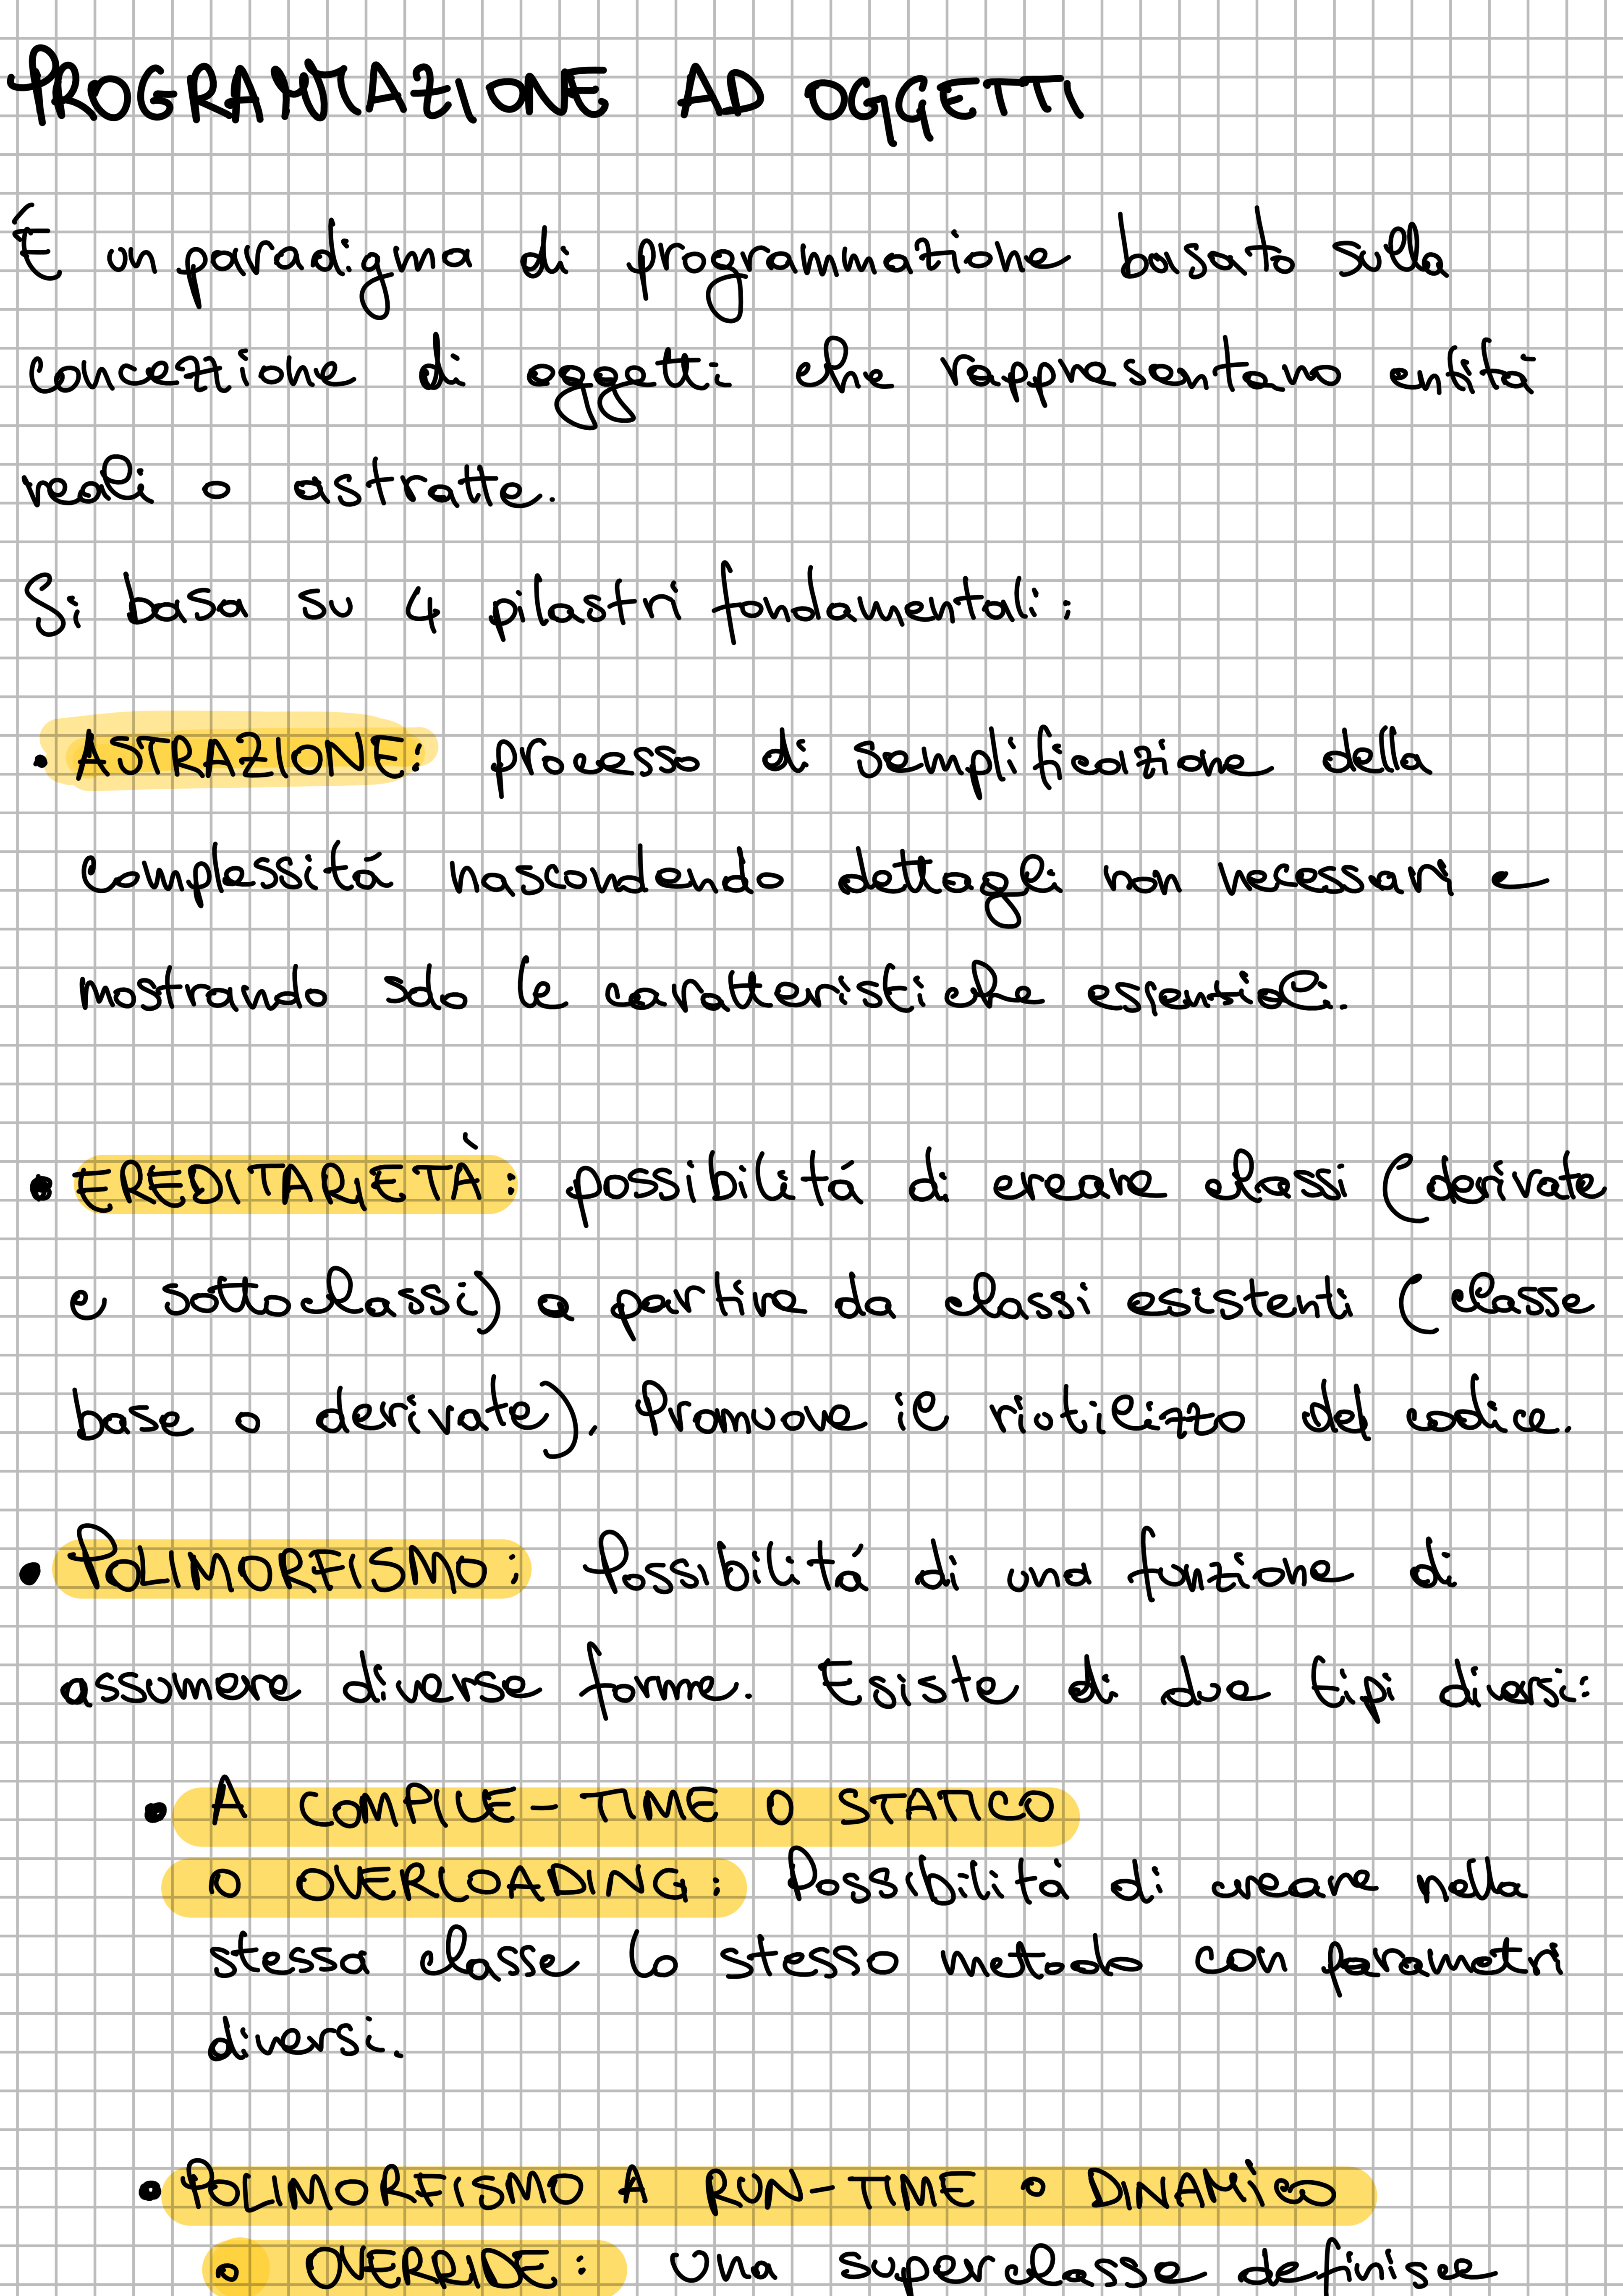 PROGRAMMAZIONE AD OGGETTI
É un paradigma di programmazione basato sulla
concezione di oggetti che rappresentano entitá
reali o astratte.
Si basa su 4 pilastri fondamentali:
• ASTRAZIONE: processo di semplificazione della
complessitá nascondendo dettagli non necessari e
mostrando solo le caratteristiche essenziali.
• EREDITARIETÀ: possibilitá di creare classi (derivate
e sottoclassi) a partire da classi esistenti (classe
base o derivate). Promuove il riutilizzo del codice.
• POLIMORFISMO: Possibilitá di una funzione di
assumere diverse forme. Esiste di due tipi diversi:
• A COMPILE-TIME O STATICO
O OVERLOADING: Possibilitá di creare nella
stessa classe lo stesso metodo con parametri
diversi.
• POLIMORFISMO A RUN-TIME O DINAMICO
O OVERRIDE: Una superclasse definisce